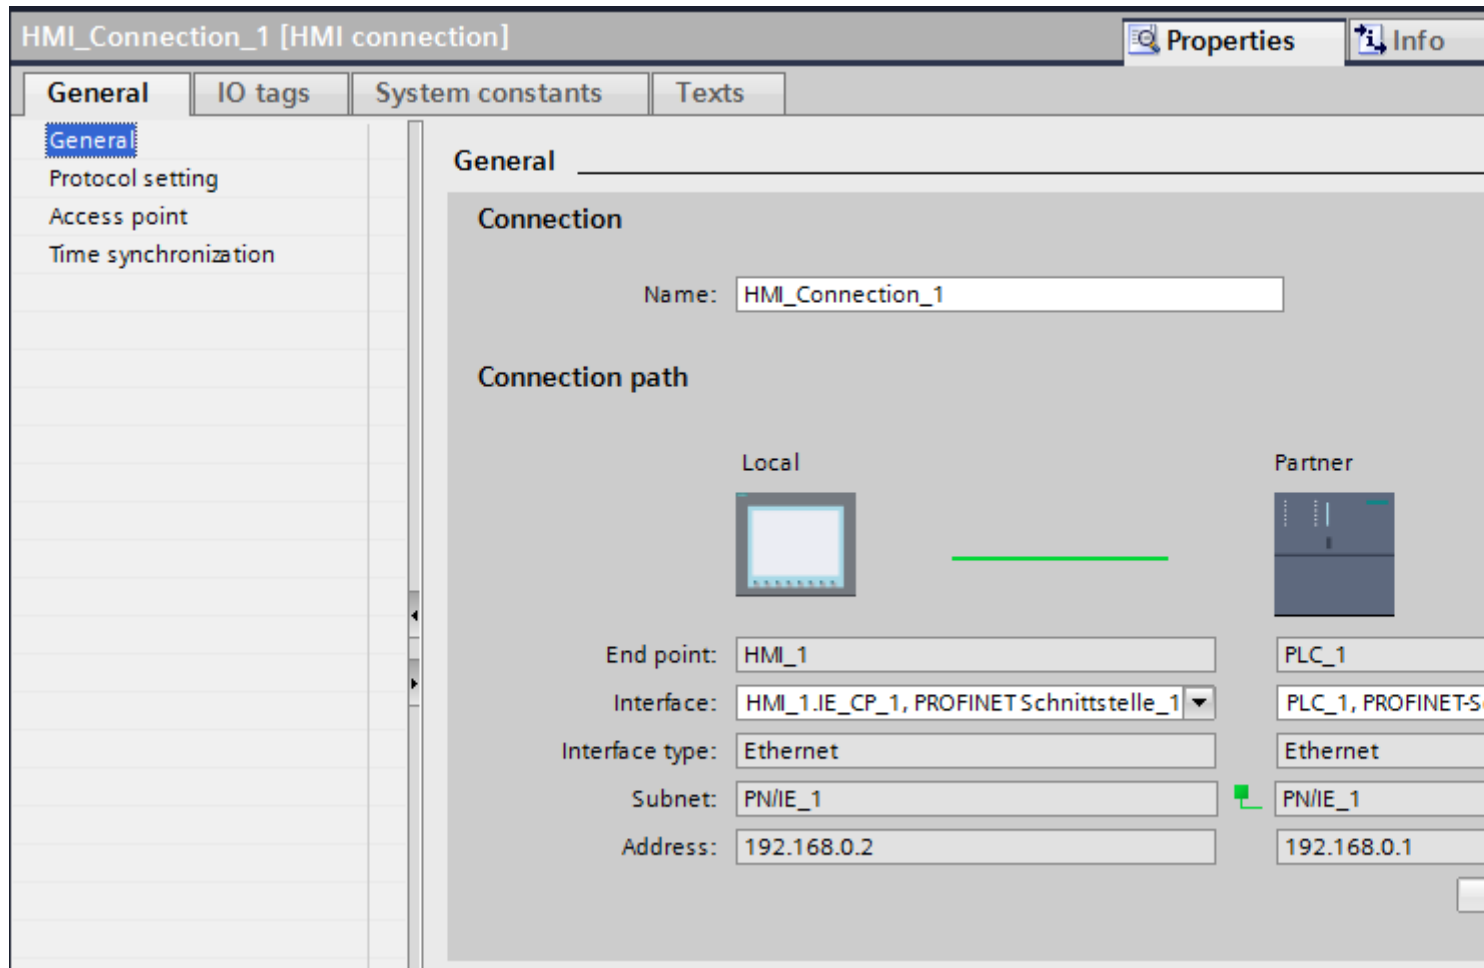 HMI_Connection_1 [HMI connection]
Properties
Info
General
IO tags
System constants
Texts
General
Protocol setting
Access point
Time synchronization
General
Connection
Name: HMI_Connection_1
Connection path
Local Partner
End point: HMI_1 PLC_1
Interface: HMI_1.IE_CP_1, PROFINET Schnittstelle_1 PLC_1, PROFINET-S
Interface type: Ethernet Ethernet
Subnet: PN/IE_1 PN/IE_1
Address: 192.168.0.2 192.168.0.1